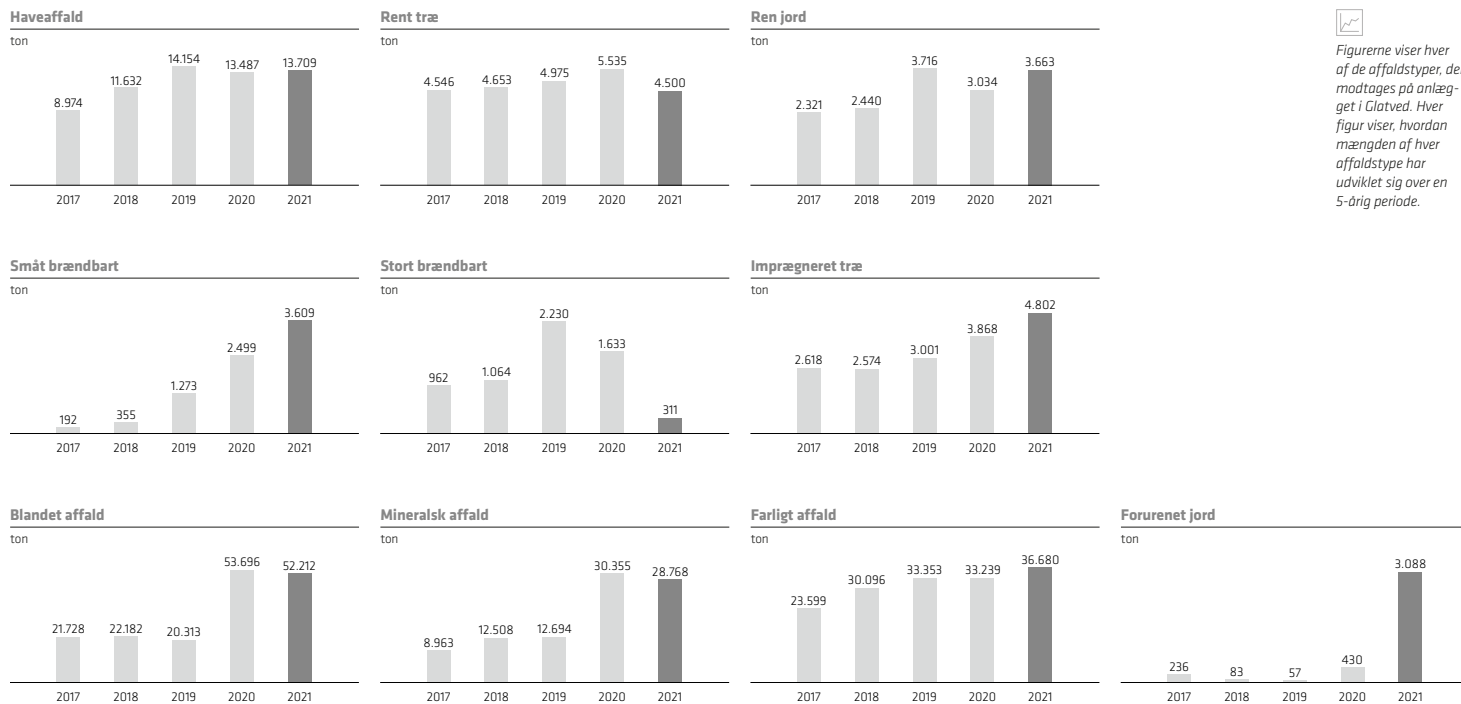 Haveaffald
ton
8.974
11.632
14.154
13.487
13.709
2017 2018 2019 2020 2021
Rent træ
ton
4.546
4.653
4.975
5.535
4.500
2017 2018 2019 2020 2021
Ren jord
ton
2.321
2.440
3.716
3.034
3.663
2017 2018 2019 2020 2021
Figurerne viser hver
af de affaldstyper,
modtages på anlæg-
get i Glatved. Hver
figur viser, hvordan
mængden af hver
affaldstype har
udviklet sig over en
5-årig periode.
Småt brændbart
ton
192
355
1.273
2.499
3.609
2017 2018 2019 2020 2021
Stort brændbart
ton
962
1.064
2.230
1.633
311
2017 2018 2019 2020 2021
Imprægneret træ
ton
2.618
2.574
3.001
3.868
4.802
2017 2018 2019 2020 2021
Blandet affald
ton
21.728
22.182
20.313
53.696
52.212
2017 2018 2019 2020 2021
Mineralsk affald
ton
8.963
12.508
12.694
30.355
28.768
2017 2018 2019 2020 2021
Farligt affald
ton
23.599
30.096
33.353
33.239
36.680
2017 2018 2019 2020 2021
Forurenet jord
ton
236
83
57
430
3.088
2017 2018 2019 2020 2021